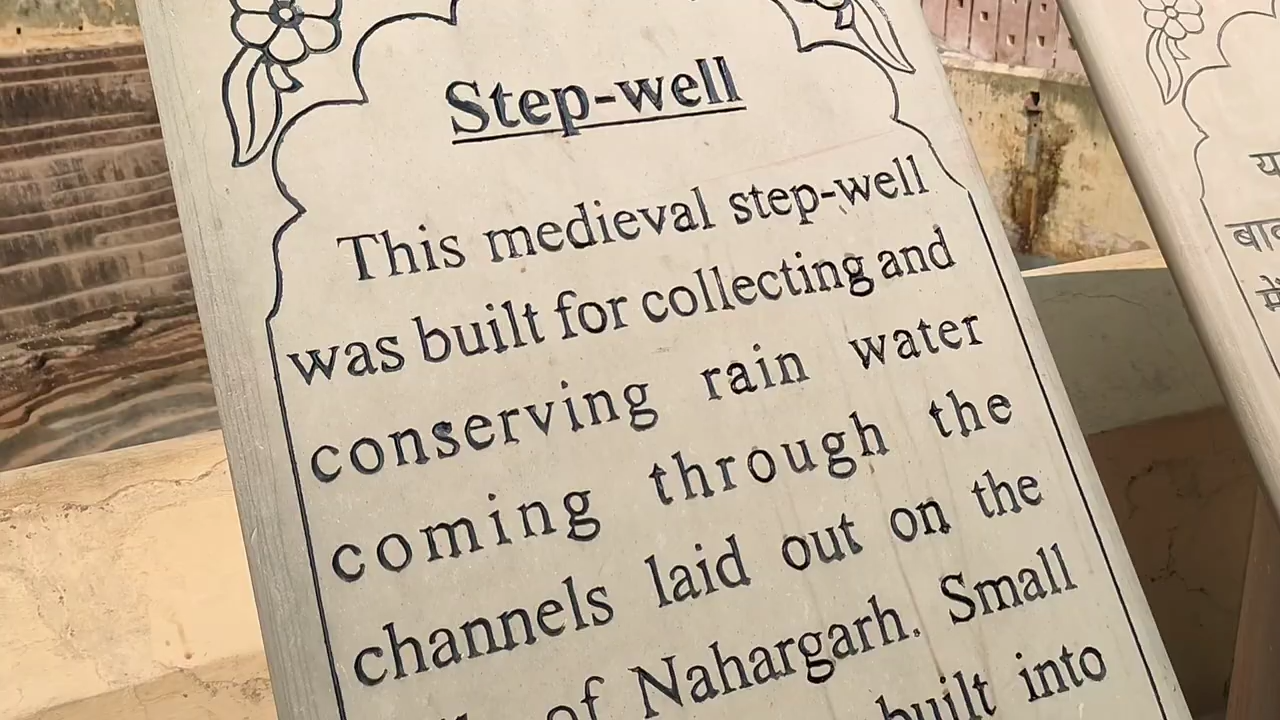 Step-well
This medieval step-well
was built for collecting and
conserving rain water
coming through the
channels laid out on the
of Nahargarh. Small
built into